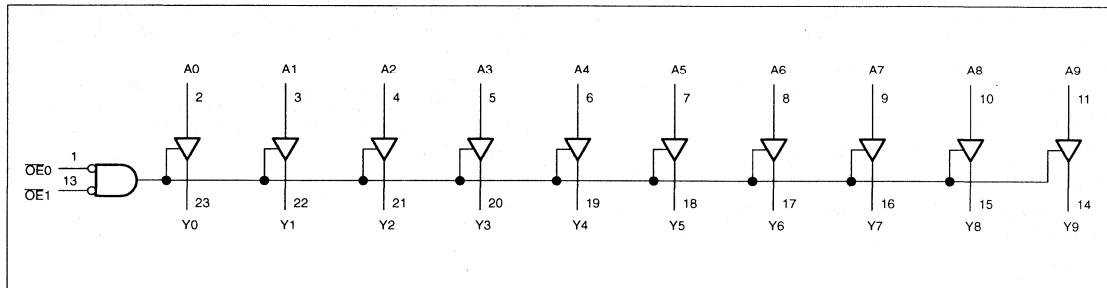 A0 A1 A2 A3 A4 A5 A6 A7 A8 A9
2 3 4 5 6 7 8 9 10 11
1
O̅E̅0
13
O̅E̅1
23 22 21 20 19 18 17 16 15 14
Y0 Y1 Y2 Y3 Y4 Y5 Y6 Y7 Y8 Y9